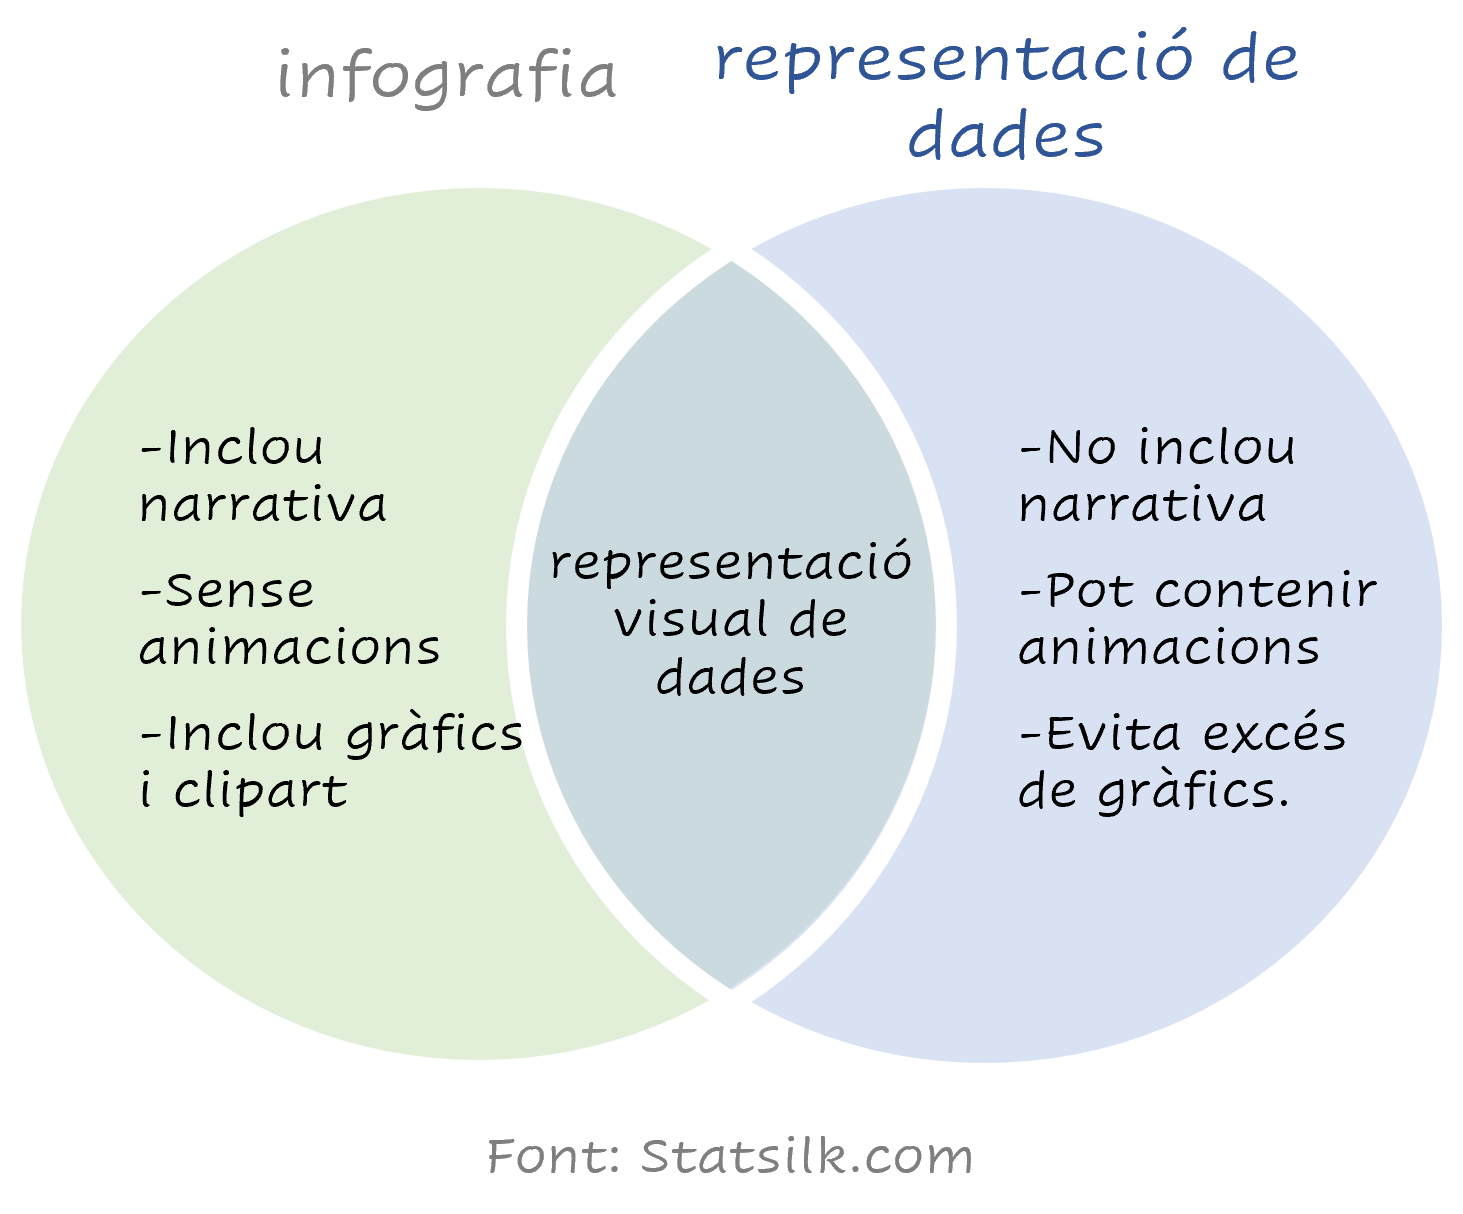 infografia
representació de
dades
-Inclou
narrativa
-Sense
animacions
-Inclou gràfics
i clipart
representació
visual de
dades
-No inclou
narrativa
-Pot contenir
animacions
-Evita excés
de gràfics.
Font: Statsilk.com